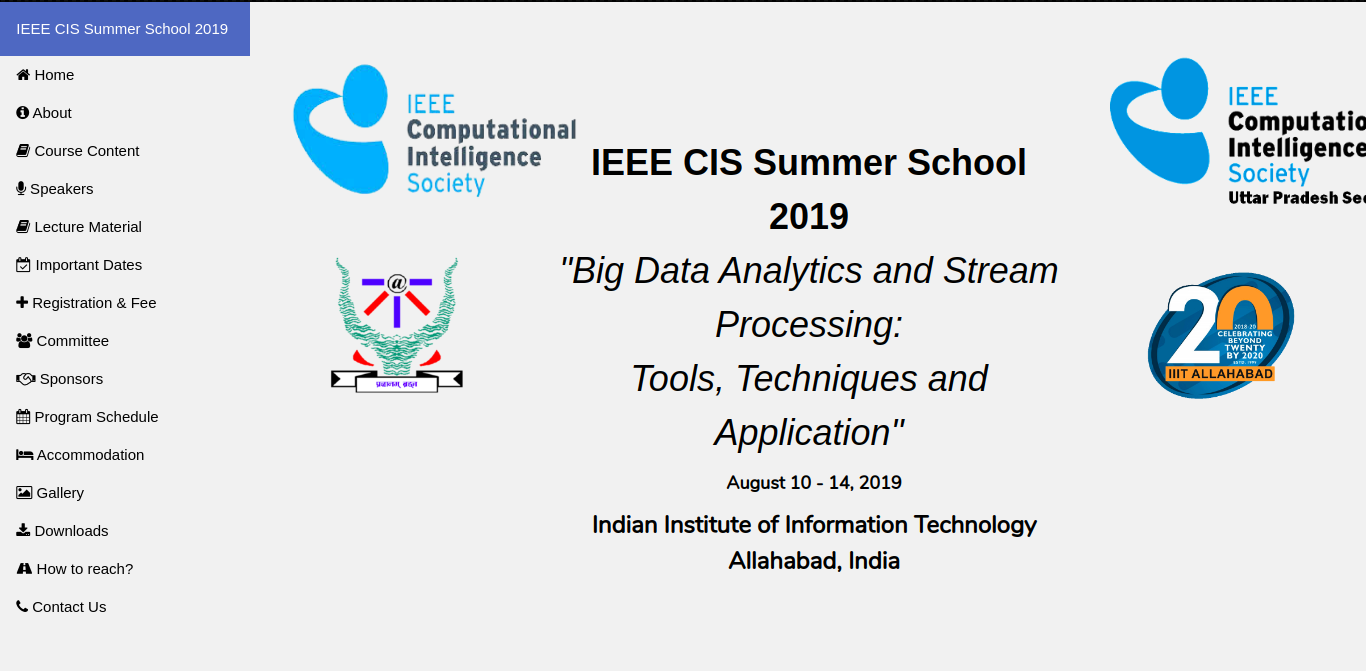 IEEE CIS Summer School 2019
Home
About
Course Content
Speakers
Lecture Material
Important Dates
Registration & Fee
Committee
Sponsors
Program Schedule
Accommodation
Gallery
Downloads
How to reach?
Contact Us
IEEE
Computational
Intelligence
Society
IEEE CIS Summer School
2019
"Big Data Analytics and Stream
Processing:
Tools, Techniques and
Application"
August 10 - 14, 2019
Indian Institute of Information Technology
Allahabad, India
IEEE
Computatio
Intelligence
Society
Uttar Pradesh Sec
@
20
2018-20
CELEBRATING
BEYOND
TWENTY
BY 2020
IIIT ALLAHABAD